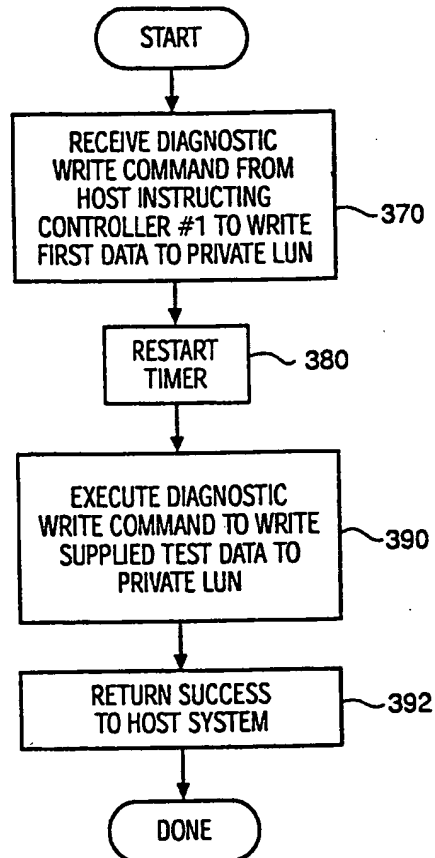 START
RECEIVE DIAGNOSTIC
WRITE COMMAND FROM
HOST INSTRUCTING
CONTROLLER #1 TO WRITE
FIRST DATA TO PRIVATE LUN
370
RESTART
TIMER
380
EXECUTE DIAGNOSTIC
WRITE COMMAND TO WRITE
SUPPLIED TEST DATA TO
PRIVATE LUN
390
RETURN SUCCESS
TO HOST SYSTEM
392
DONE